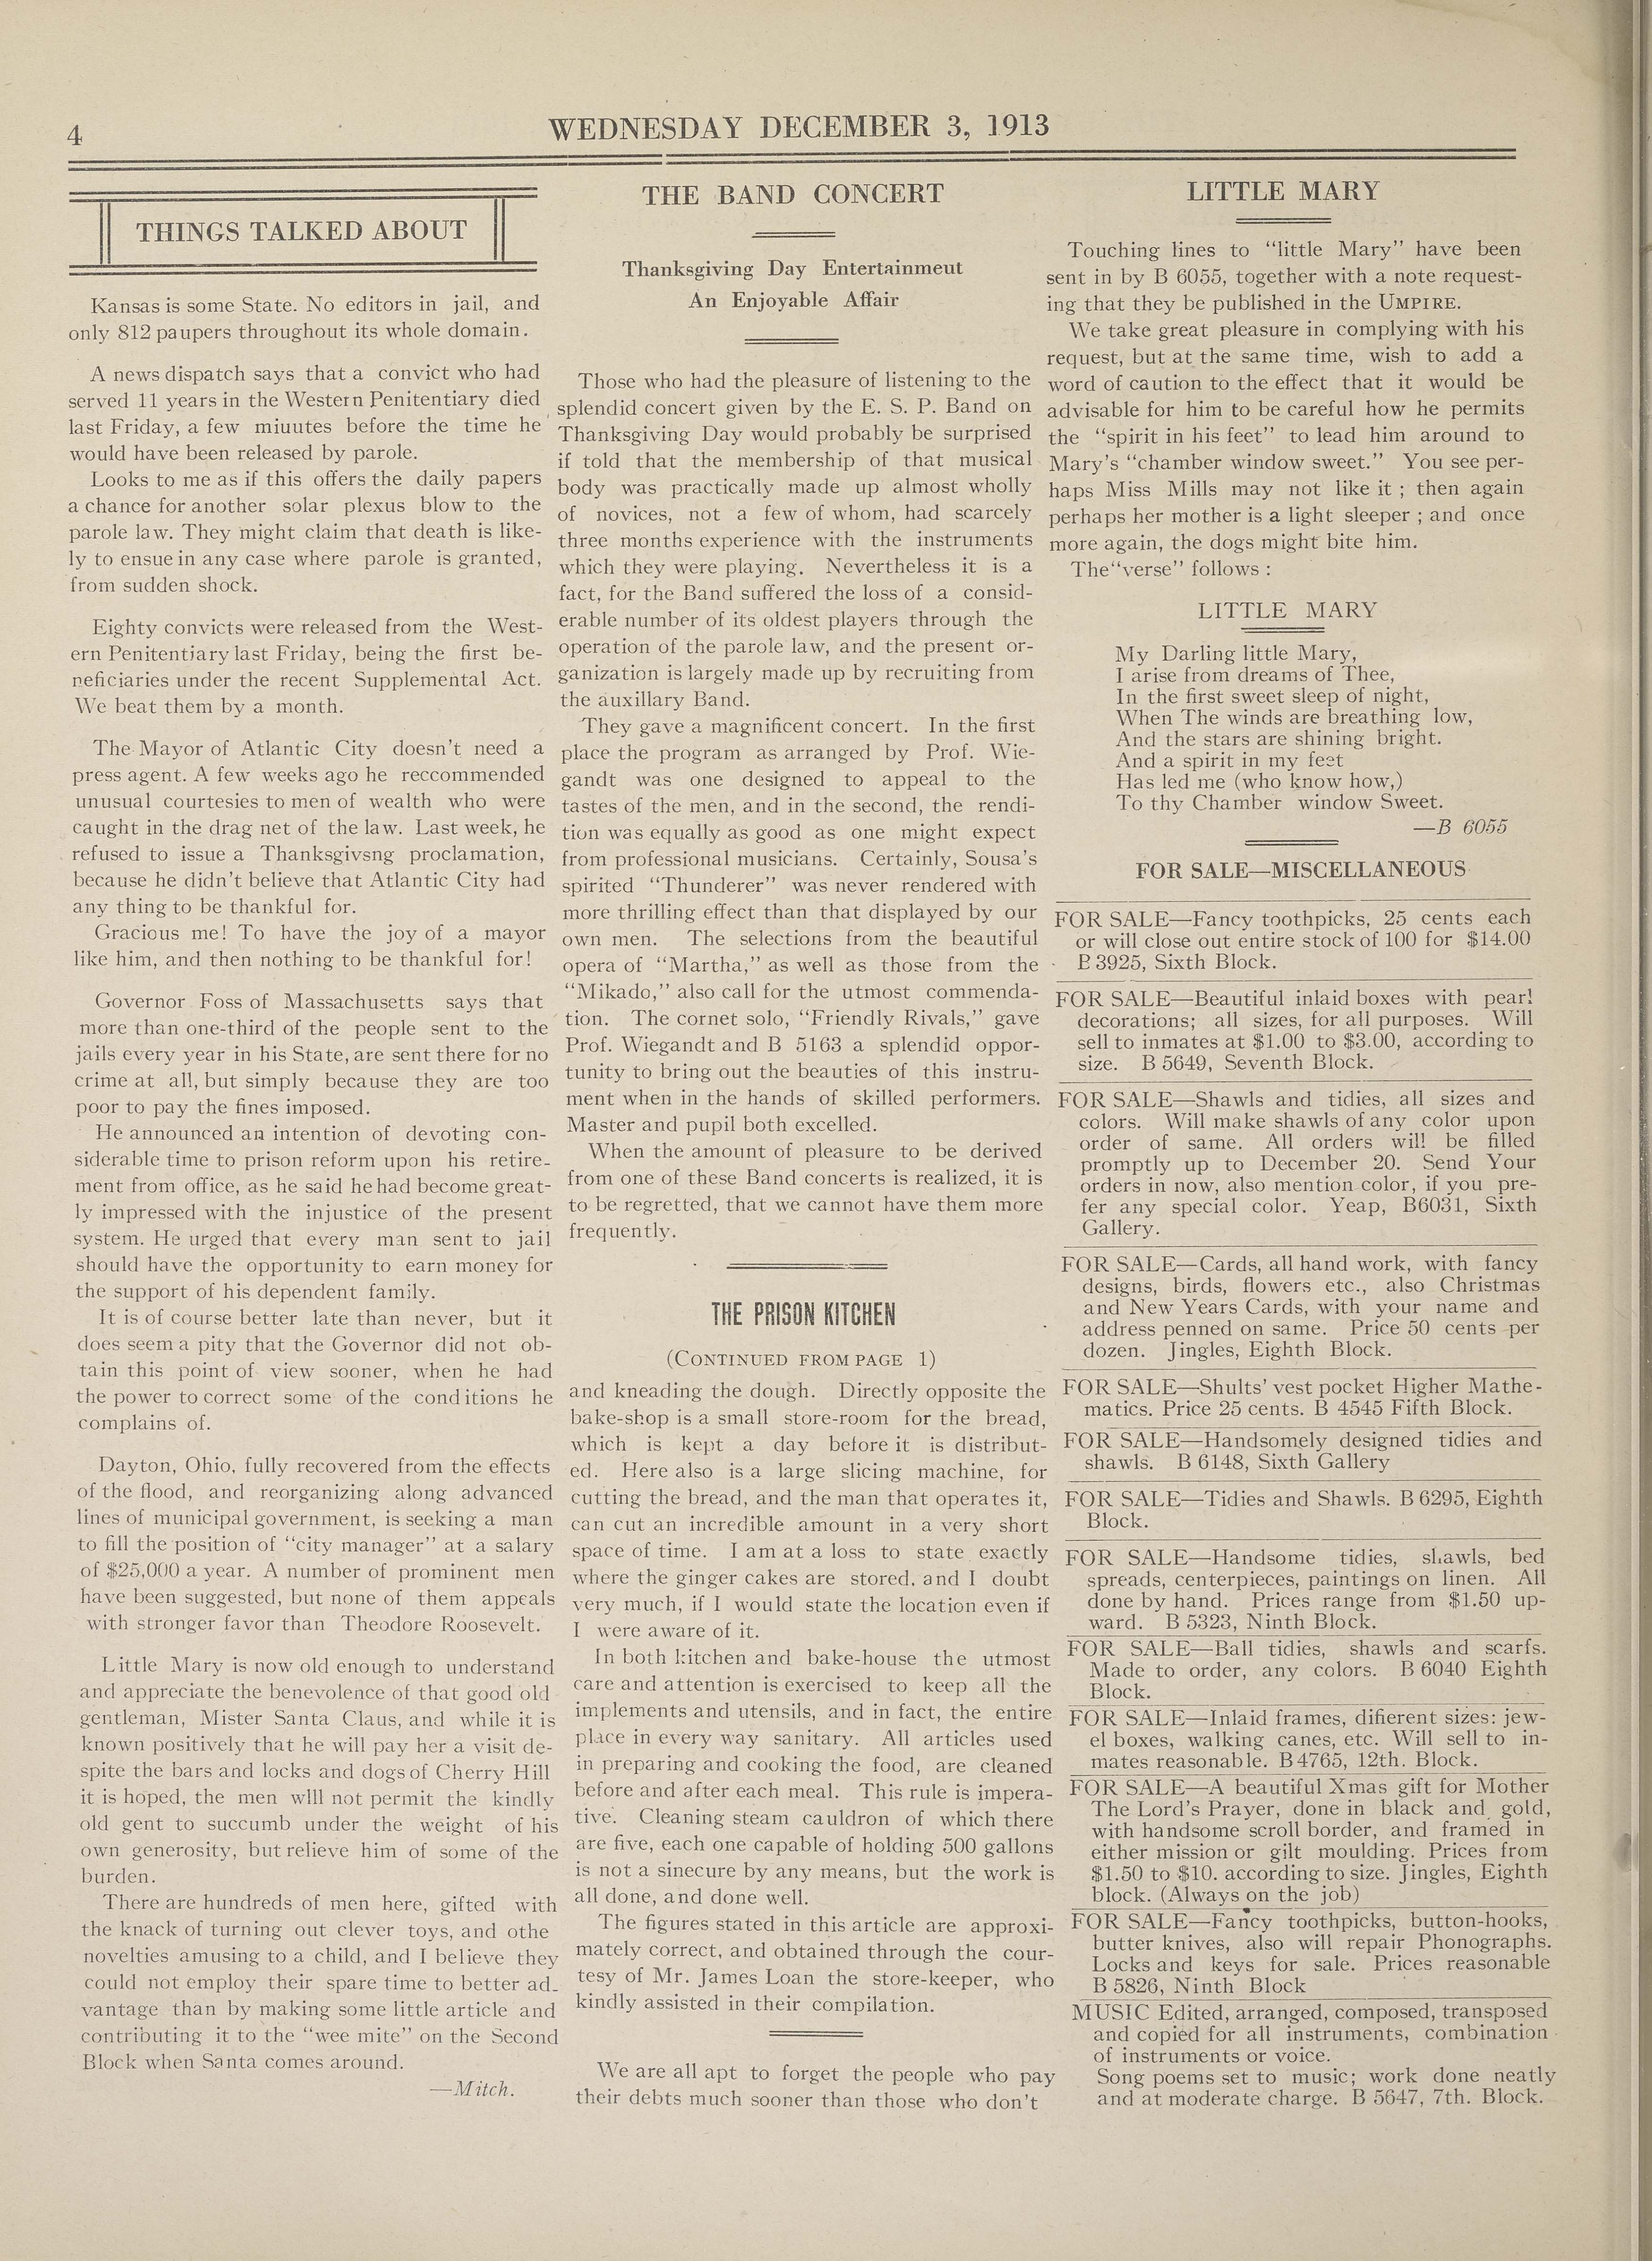 4
WEDNESDAY DECEMBER 3, 1913
THINGS TALKED ABOUT
Kansas is some State. No editors in jail, and
only 812 paupers throughout its whole domain.
A news dispatch says that a convict who had
served 11 years in the Western Penitentiary died
last Friday, a few miuutes before the time he
would have been released by parole.
Looks to me as if this offers the daily papers
a chance for another solar plexus blow to the
parole law. They might claim that death is like-
ly to ensue in any case where parole is granted,
from sudden shock.
Eighty convicts were released from the West-
ern Penitentiary last Friday, being the first be-
neficiaries under the recent Supplemental Act.
We beat them by a month.
The Mayor of Atlantic City doesn't need a
press agent. A few weeks ago he reccommended
unusual courtesies to men of wealth who were
caught in the drag net of the law. Last week, he
refused to issue a Thanksgivsng proclamation,
because he didn't believe that Atlantic City had
any thing to be thankful for.
Gracious me! To have the joy of a mayor
like him, and then nothing to be thankful for!
Governor Foss of Massachusetts says that
more than one-third of the people sent to the
jails every year in his State, are sent there for no
crime at all, but simply because they are too
poor to pay the fines imposed.
He announced an intention of devoting con-
siderable time to prison reform upon his retire-
ment from office, as he said he had become great-
ly impressed with the injustice of the present
system. He urged that every man sent to jail
should have the opportunity to earn money for
the support of his dependent family.
It is of course better late than never, but it
does seem a pity that the Governor did not ob-
tain this point of view sooner, when he had
the power to correct some of the conditions he
complains of.
Dayton, Ohio, fully recovered from the effects
of the flood, and reorganizing along advanced
lines of municipal government, is seeking a man
to fill the position of "city manager" at a salary
of $25,000 a year. A number of prominent men
have been suggested, but none of them appeals
with stronger favor than Theodore Roosevelt.
Little Mary is now old enough to understand
and appreciate the benevolence of that good old
gentleman, Mister Santa Claus, and while it is
known positively that he will pay her a visit de-
spite the bars and locks and dogs of Cherry Hill
it is hoped, the men wlll not permit the kindly
old gent to succumb under the weight of his
own generosity, but relieve him of some of the
burden.
There are hundreds of men here, gifted with
the knack of turning out clever toys, and othe
novelties amusing to a child, and I believe they
could not employ their spare time to better ad-
vantage than by making some little article and
contributing it to the "wee mite" on the Second
Block when Santa comes around.
—Mitch.
THE BAND CONCERT
Thanksgiving Day Entertainmeut
An Enjoyable Affair
Those who had the pleasure of listening to the
splendid concert given by the E. S. P. Band on
Thanksgiving Day would probably be surprised
if told that the membership of that musical
body was practically made up almost wholly
of novices, not a few of whom, had scarcely
three months experience with the instruments
which they were playing. Nevertheless it is a
fact, for the Band suffered the loss of a consid-
erable number of its oldest players through the
operation of the parole law, and the present or-
ganization is largely made up by recruiting from
the auxillary Band.
They gave a magnificent concert. In the first
place the program as arranged by Prof. Wie-
gandt was one designed to appeal to the
tastes of the men, and in the second, the rendi-
tion was equally as good as one might expect
from professional musicians. Certainly, Sousa's
spirited "Thunderer" was never rendered with
more thrilling effect than that displayed by our
own men. The selections from the beautiful
opera of "Martha," as well as those from the
"Mikado," also call for the utmost commenda-
tion. The cornet solo, "Friendly Rivals," gave
Prof. Wiegandt and B 5163 a splendid oppor-
tunity to bring out the beauties of this instru-
ment when in the hands of skilled performers.
Master and pupil both excelled.
When the amount of pleasure to be derived
from one of these Band concerts is realized, it is
to be regretted, that we cannot have them more
frequently.
THE PRISON KITCHEN
(CONTINUED FROM PAGE 1)
and kneading the dough. Directly opposite the
bake-shop is a small store-room for the bread,
which is kept a day before it is distribut-
ed. Here also is a large slicing machine, for
cutting the bread, and the man that operates it,
can cut an incredible amount in a very short
space of time. I am at a loss to state exactly
where the ginger cakes are stored, and I doubt
very much, if I would state the location even if
I were aware of it.
In both kitchen and bake-house the utmost
care and attention is exercised to keep all the
implements and utensils, and in fact, the entire
place in every way sanitary. All articles used
in preparing and cooking the food, are cleaned
before and after each meal. This rule is impera-
tive. Cleaning steam cauldron of which there
are five, each one capable of holding 500 gallons
is not a sinecure by any means, but the work is
all done, and done well.
The figures stated in this article are approxi-
mately correct, and obtained through the cour-
tesy of Mr. James Loan the store-keeper, who
kindly assisted in their compilation.
We are all apt to forget the people who pay
their debts much sooner than those who don't
LITTLE MARY
Touching lines to "little Mary" have been
sent in by B 6055, together with a note request-
ing that they be published in the UMPIRE.
We take great pleasure in complying with his
request, but at the same time, wish to add a
word of caution to the effect that it would be
advisable for him to be careful how he permits
the "spirit in his feet" to lead him around to
Mary's "chamber window sweet." You see per-
haps Miss Mills may not like it ; then again
perhaps her mother is a light sleeper ; and once
more again, the dogs might bite him.
The"verse" follows :
LITTLE MARY
My Darling little Mary,
I arise from dreams of Thee,
In the first sweet sleep of night,
When The winds are breathing low,
And the stars are shining bright.
And a spirit in my feet
Has led me (who know how,)
To thy Chamber window Sweet.
—B 6055
FOR SALE—MISCELLANEOUS
FOR SALE—Fancy toothpicks, 25 cents each
or will close out entire stock of 100 for $14.00
B 3925, Sixth Block.
FOR SALE—Beautiful inlaid boxes with pearl
decorations; all sizes, for all purposes. Will
sell to inmates at $1.00 to $3.00, according to
size. B 5649, Seventh Block.
FOR SALE—Shawls and tidies, all sizes and
colors. Will make shawls of any color upon
order of same. All orders will be filled
promptly up to December 20. Send Your
orders in now, also mention color, if you pre-
fer any special color. Yeap, B6031, Sixth
Gallery.
FOR SALE—Cards, all hand work, with fancy
designs, birds, flowers etc., also Christmas
and New Years Cards, with your name and
address penned on same. Price 50 cents per
dozen. Jingles, Eighth Block.
FOR SALE—Shults' vest pocket Higher Mathe-
matics. Price 25 cents. B 4545 Fifth Block.
FOR SALE—Handsomely designed tidies and
shawls. B 6148, Sixth Gallery
FOR SALE—Tidies and Shawls. B 6295, Eighth
Block.
FOR SALE—Handsome tidies, shawls, bed
spreads, centerpieces, paintings on linen. All
done by hand. Prices range from $1.50 up-
ward. B 5323, Ninth Block.
FOR SALE—Ball tidies, shawls and scarfs.
Made to order, any colors. B 6040 Eighth
Block.
FOR SALE—Inlaid frames, difierent sizes: jew-
el boxes, walking canes, etc. Will sell to in-
mates reasonable. B 4765, 12th. Block.
FOR SALE—A beautiful Xmas gift for Mother
The Lord's Prayer, done in black and gold,
with handsome scroll border, and framed in
either mission or gilt moulding. Prices from
$1.50 to $10. according to size. Jingles, Eighth
block. (Always on the job)
FOR SALE—Fancy toothpicks, button-hooks,
butter knives, also will repair Phonographs.
Locks and keys for sale. Prices reasonable
B 5826, Ninth Block
MUSIC Edited, arranged, composed, transposed
and copied for all instruments, combination
of instruments or voice.
Song poems set to music; work done neatly
and at moderate charge. B 5647, 7th. Block.